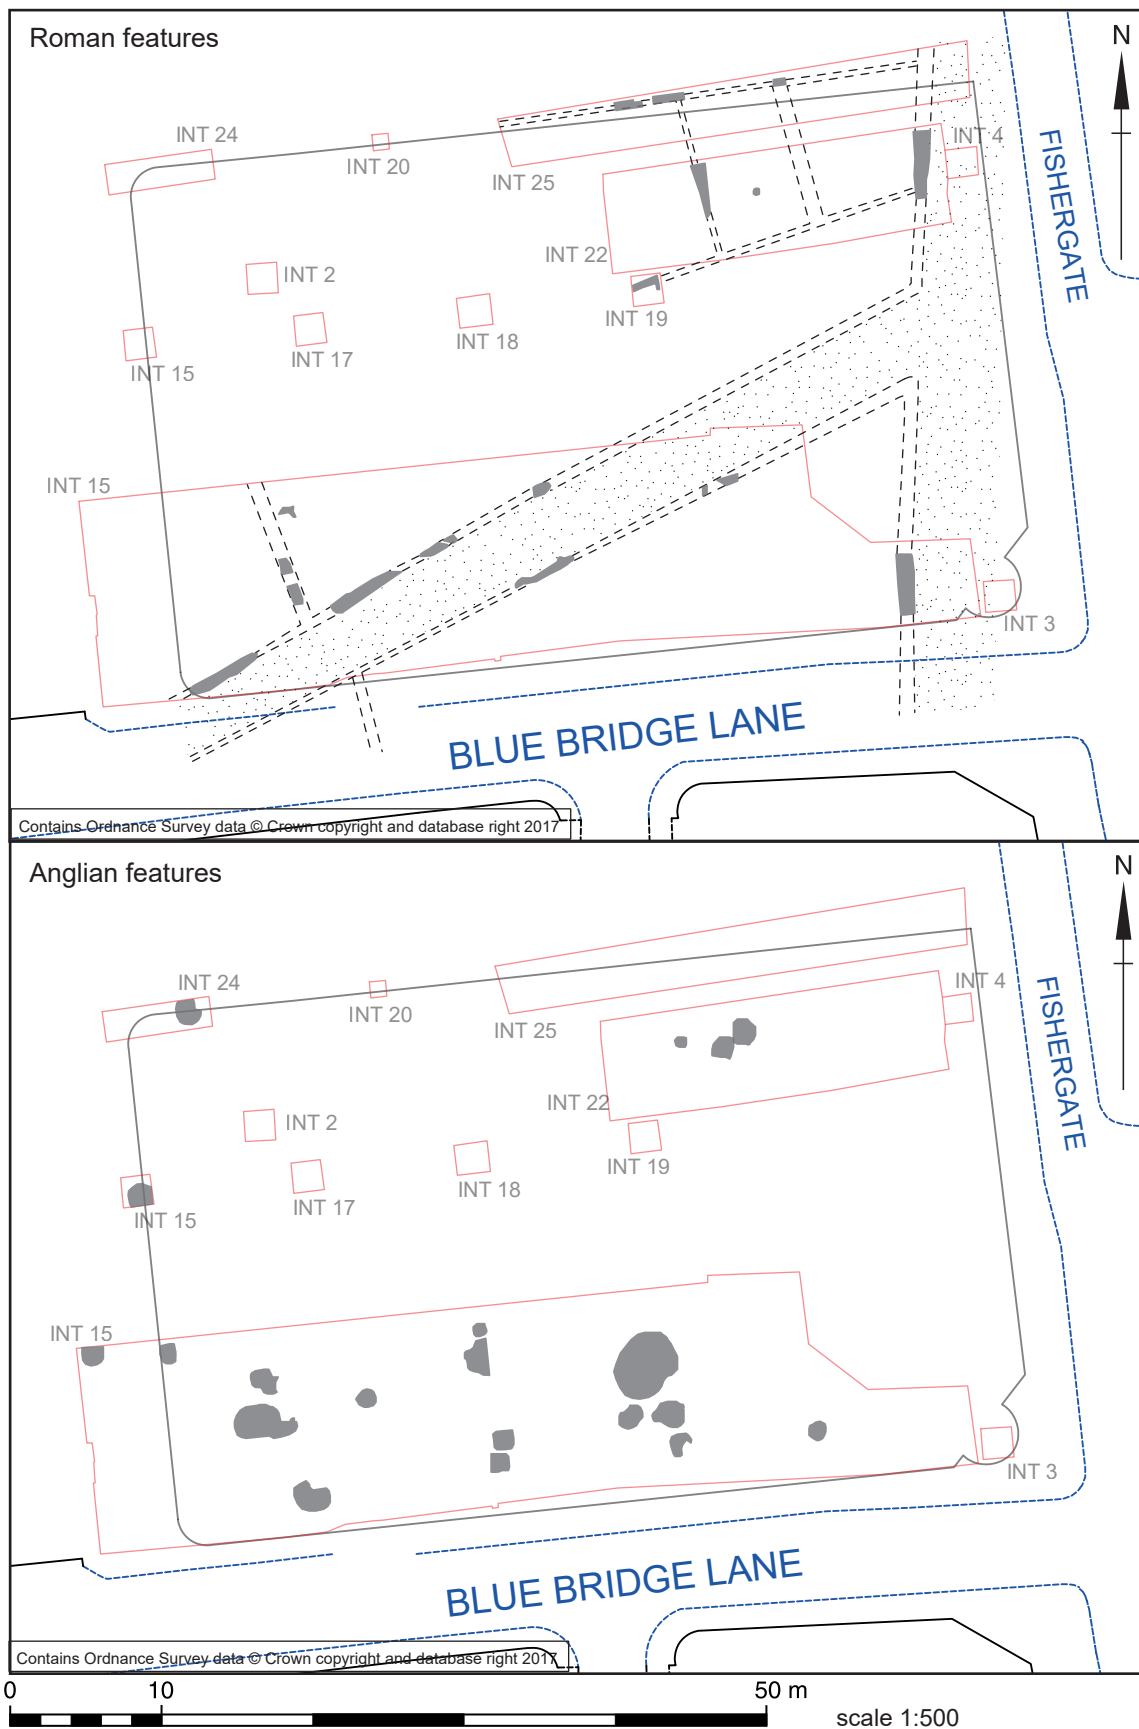 Roman features
N
INT 24
INT 20
INT 25
INT 4
FISHERGATE
INT 22
INT 2
INT 19
INT 18
INT 17
INT 15
INT 15
INT 3
BLUE BRIDGE LANE
Contains Ordnance Survey data © Crown copyright and database right 2017
Anglian features
N
INT 24
INT 20
INT 25
INT 4
FISHERGATE
INT 22
INT 2
INT 19
INT 18
INT 17
INT 15
INT 15
INT 3
BLUE BRIDGE LANE
Contains Ordnance Survey data © Crown copyright and database right 2017
0 10 50 m
scale 1:500